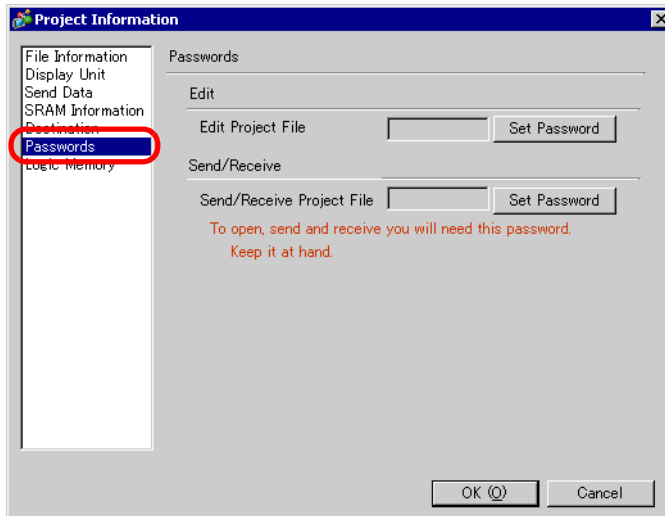 Project Information
File Information
Display Unit
Send Data
SRAM Information
Destination
Passwords
Logic Memory
Passwords
Edit
Edit Project File
Set Password
Send/Receive
Send/Receive Project File
Set Password
To open, send and receive you will need this password.
Keep it at hand.
OK (O)
Cancel